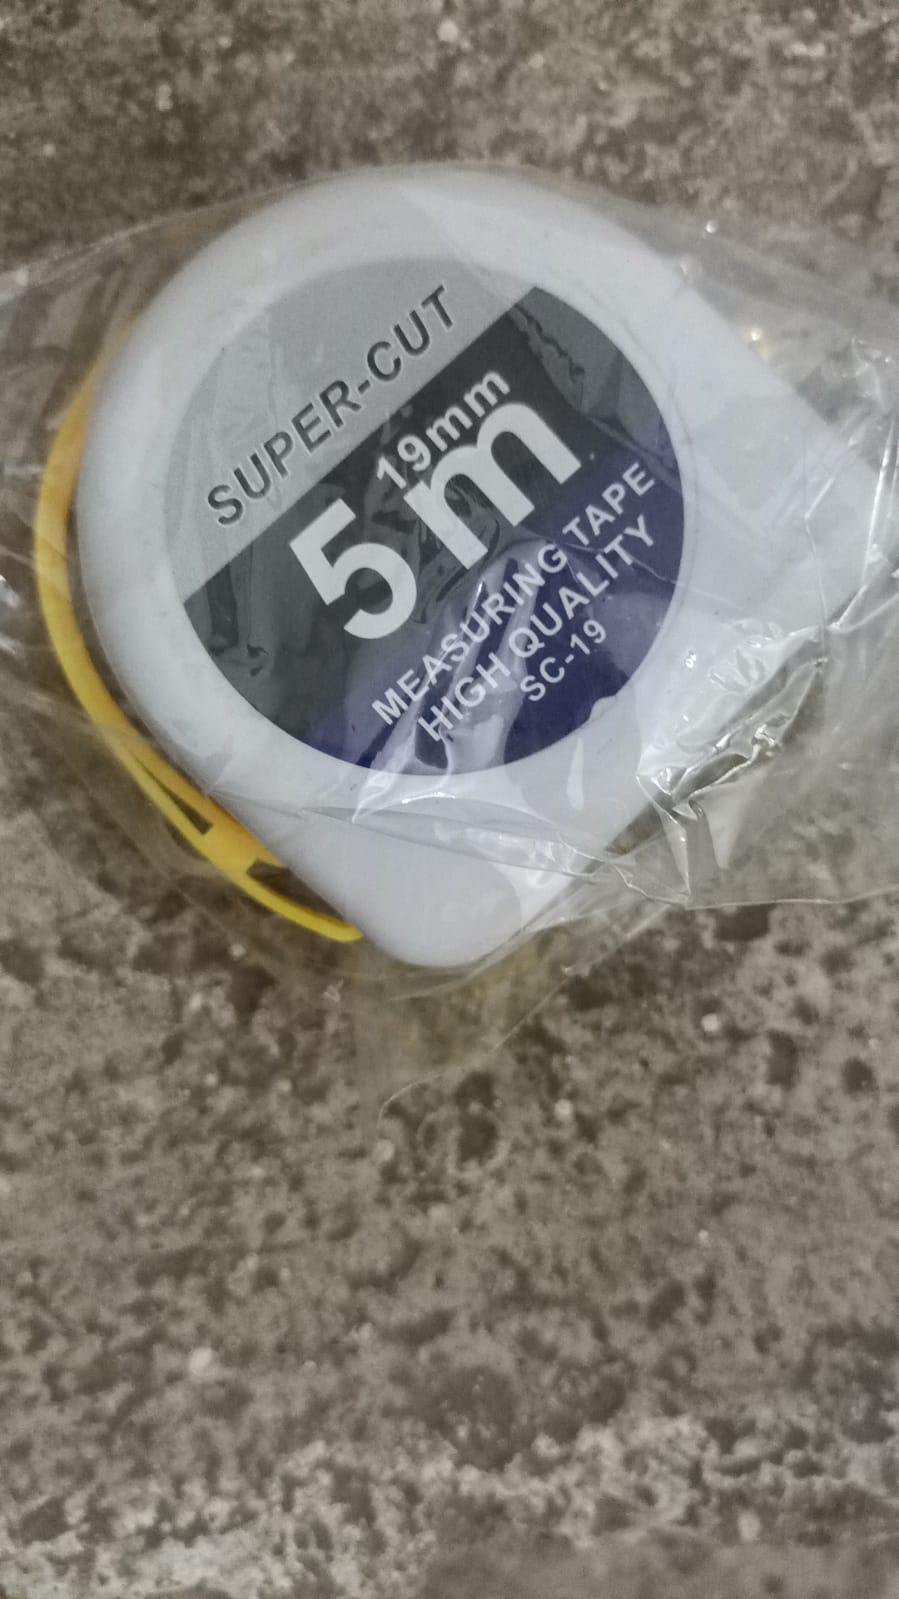 SUPER-CUT
19mm
5m
MEASURING TAPE
HIGH QUALITY
SC-19